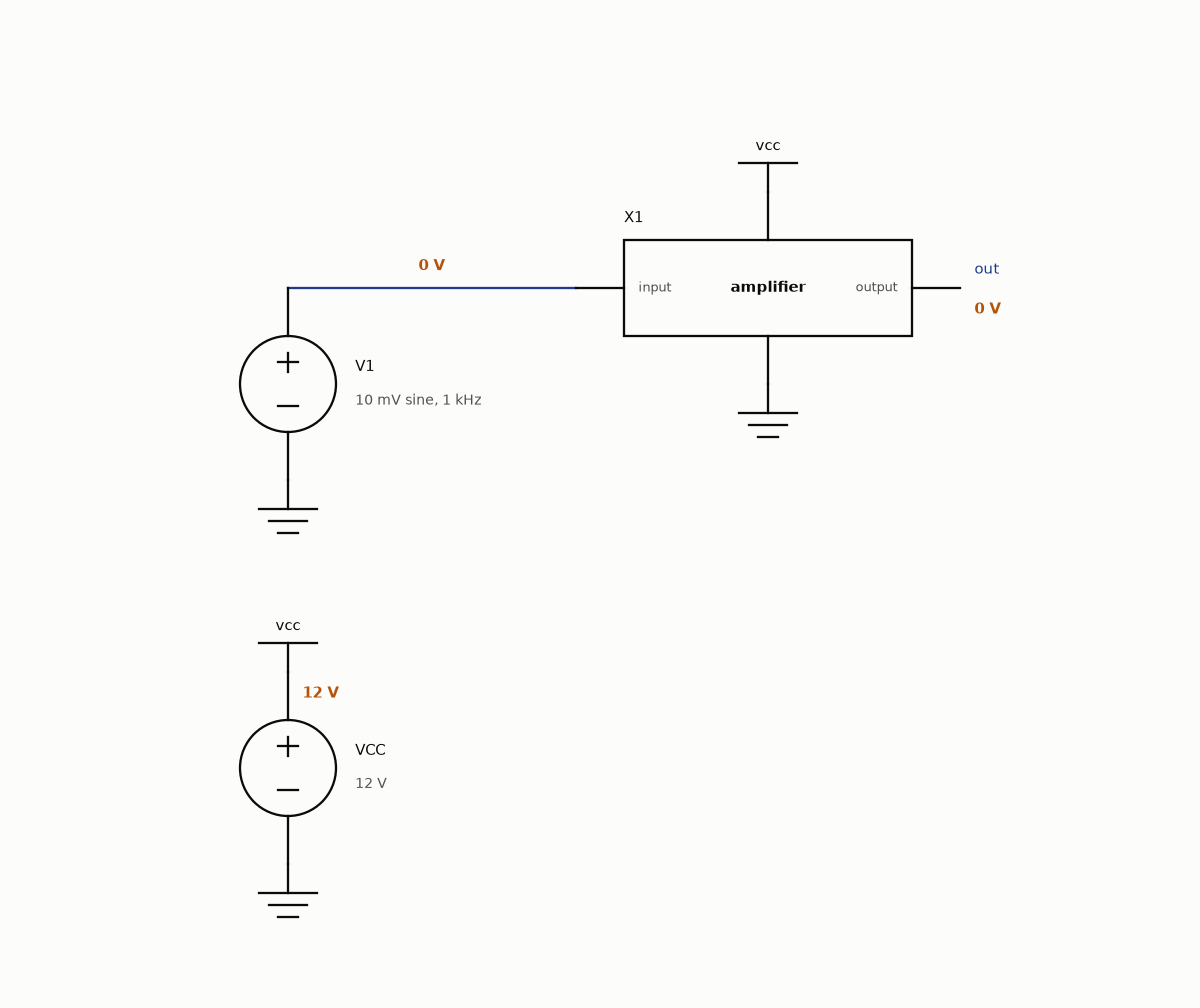 vcc
X1
0 V
input
amplifier
output
out
0 V
V1
10 mV sine, 1 kHz
vcc
12 V
VCC
12 V